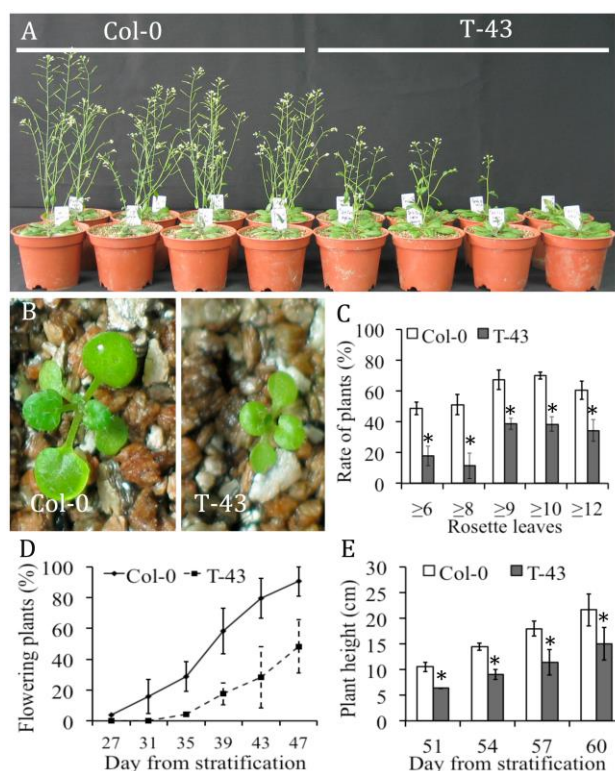 A
Col-0
T-43
B
Col-0
T-43
C
Col-0 T-43
Rate of plants (%)
100
80
60
40
20
0
* * * * *
≥6 ≥8 ≥9 ≥10 ≥12
Rosette leaves
D
Col-0 T-43
Flowering plants (%)
100
80
60
40
20
0
27 31 35 39 43 47
Day from stratification
E
Col-0 T-43
Plant height (cm)
30
25
20
15
10
5
0
* * * *
51 54 57 60
Day from stratification